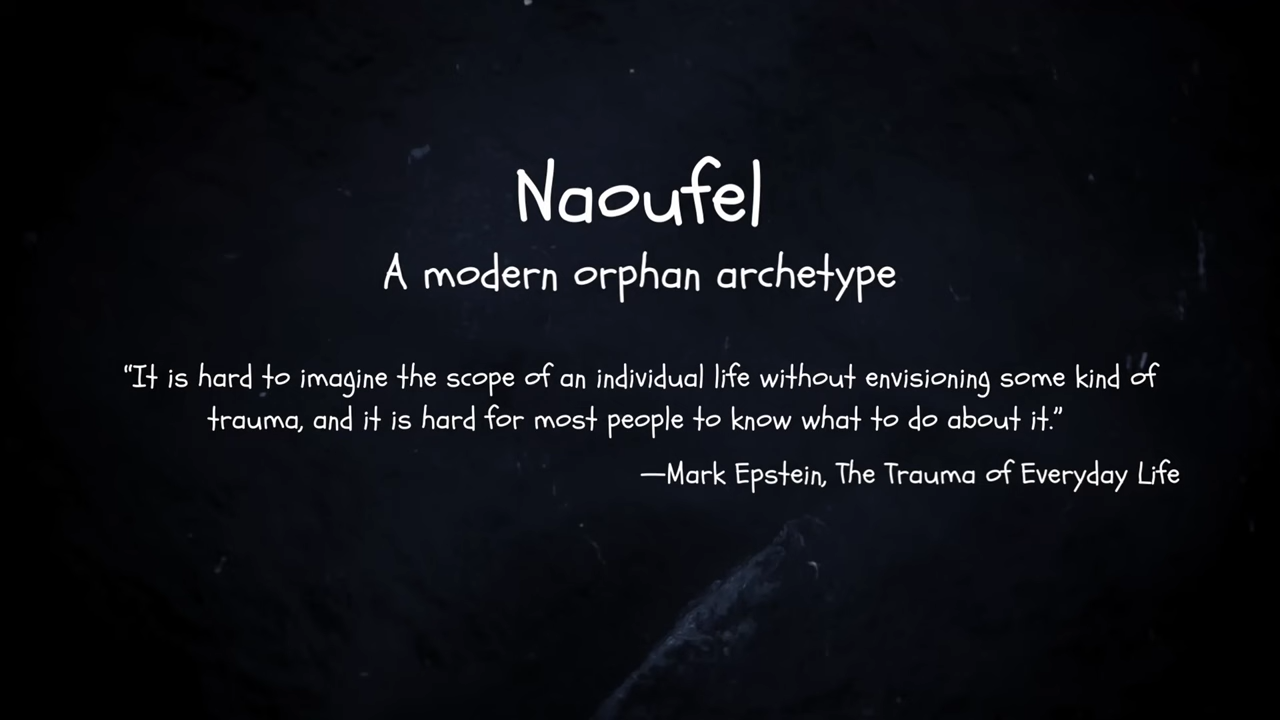 Naoufel
A modern orphan archetype
“It is hard to imagine the scope of an individual life without envisioning some kind of
trauma, and it is hard for most people to know what to do about it.”
—Mark Epstein, The Trauma of Everyday Life